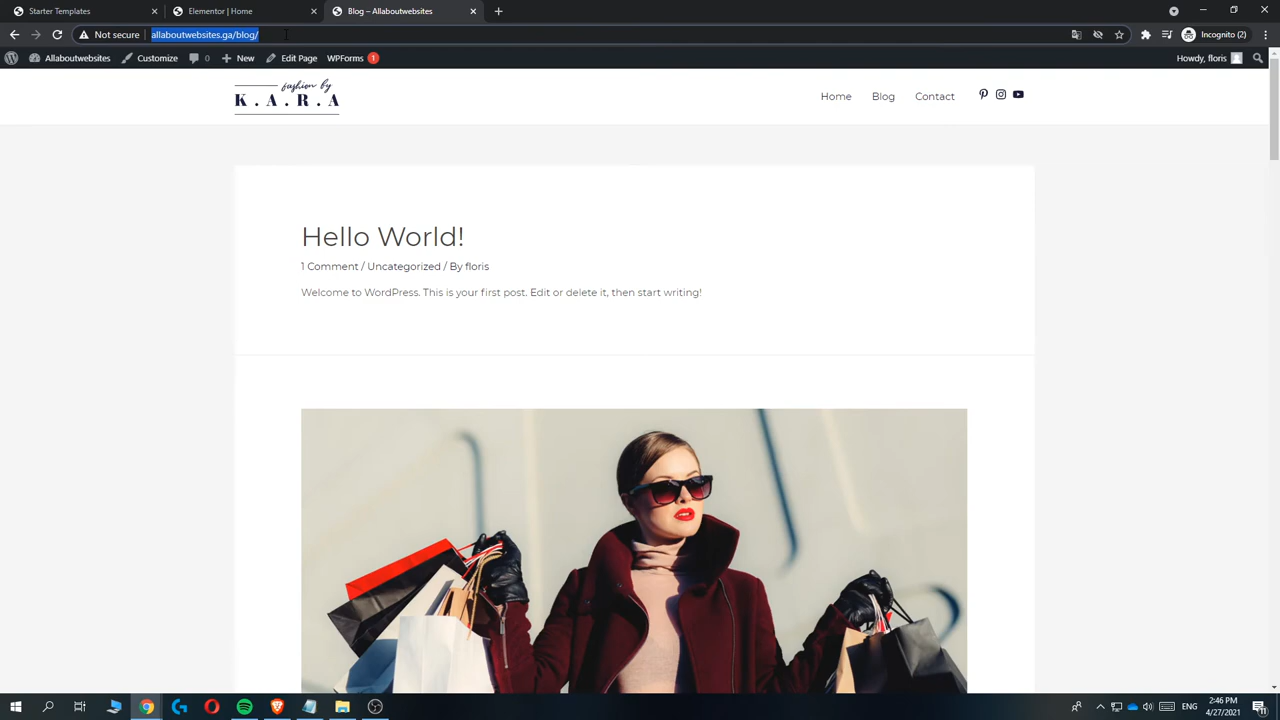 Starter Templates
Elementor | Home
Blog – Allaboutwebsites
Not secure
allaboutwebsites.ga/blog/
Incognito (2)
Allaboutwebsites
Customize
0
New
Edit Page
WPForms 1
Howdy, floris
fashion by
K.A.R.A
Home
Blog
Contact
Hello World!
1 Comment / Uncategorized / By floris
Welcome to WordPress. This is your first post. Edit or delete it, then start writing!
2:46 PM
4/27/2021